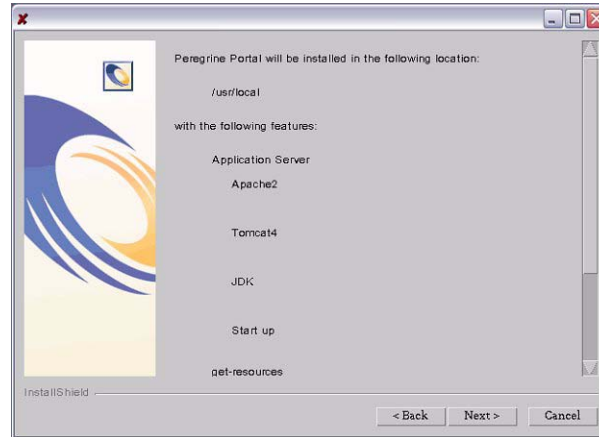 Peregrine Portal will be installed in the following location:
/usr/local
with the following features:
Application Server
Apache2
Tomcat4
JDK
Start up
get-resources
InstallShield
< Back
Next >
Cancel